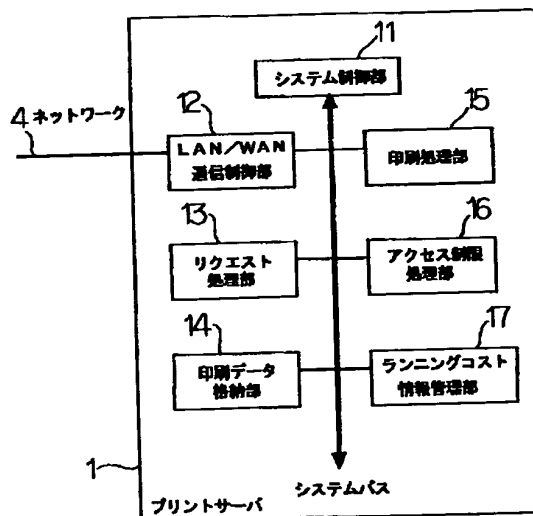 11
システム制御部
4 ネットワーク
12
LAN/WAN
通信制御部
15
印刷処理部
13
リクエスト
処理部
16
アクセス制限
処理部
14
印刷データ
格納部
17
ランニングコスト
情報管理部
1
プリントサーバ
システムバス